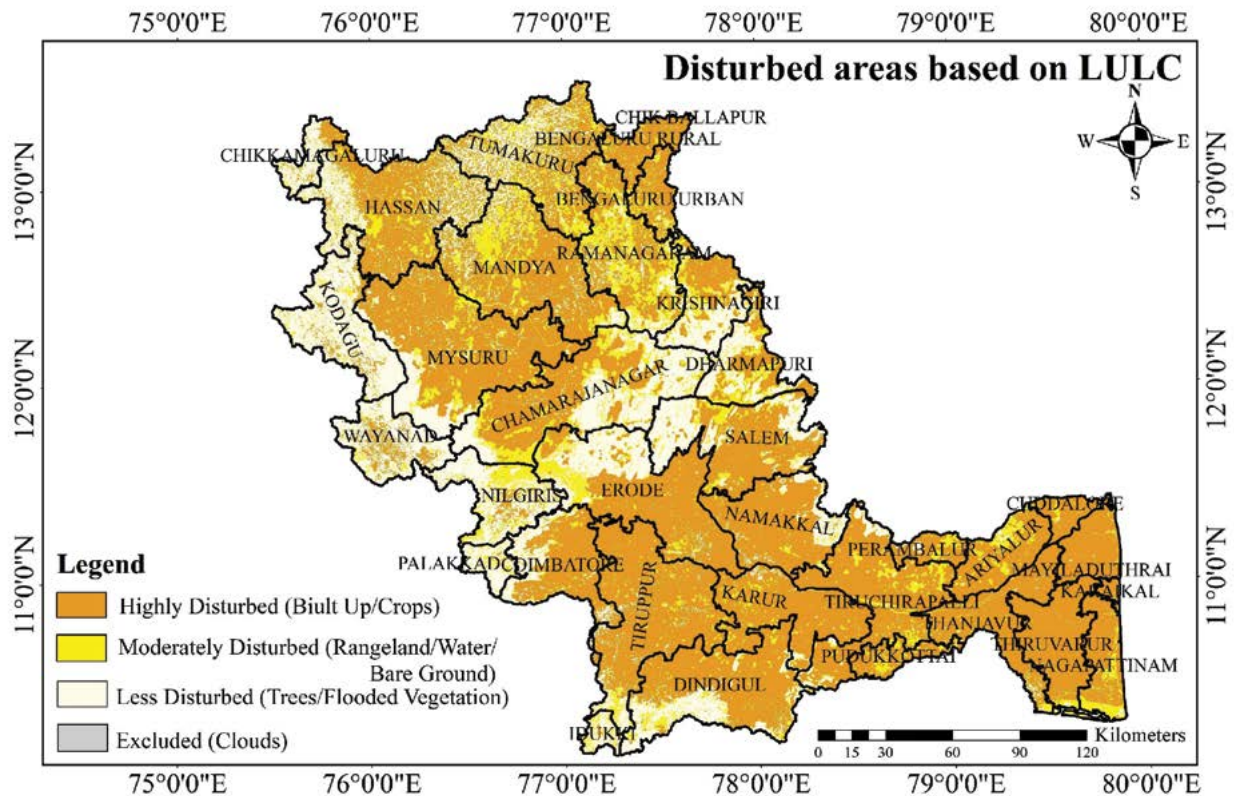 75°0'0"E 76°0'0"E 77°0'0"E 78°0'0"E 79°0'0"E 80°0'0"E
Disturbed areas based on LULC
N
W E
S
13°0'0"N
12°0'0"N
11°0'0"N
13°0'0"N
12°0'0"N
11°0'0"N
CHIK BALLAPUR
BENGALURU RURAL
TUMAKURU
CHIKKAMAGALURU
HASSAN
BENGALURU URBAN
RAMANAGARAM
MANDYA
KRISHNAGIRI
KODAGU
MYSURU
DHARMAPURI
CHAMARAJANAGAR
WAYANAD
SALEM
NILGIRIS
ERODE
NAMAKKAL
CUDDALORE
PERAMBALUR
ARIYALUR
PALAKKAD
COIMBATORE
MAYILADUTHRAI
KARAIKAL
TIRUPPUR
KARUR
TIRUCHIRAPALLI
THANJAVUR
THIRUVARUR
PUDUKKOTTAI
NAGAPATTINAM
DINDIGUL
IDUKKI
Legend
Highly Disturbed (Biult Up/Crops)
Moderately Disturbed (Rangeland/Water/
Bare Ground)
Less Disturbed (Trees/Flooded Vegetation)
Excluded (Clouds)
Kilometers
0 15 30 60 90 120
75°0'0"E 76°0'0"E 77°0'0"E 78°0'0"E 79°0'0"E 80°0'0"E